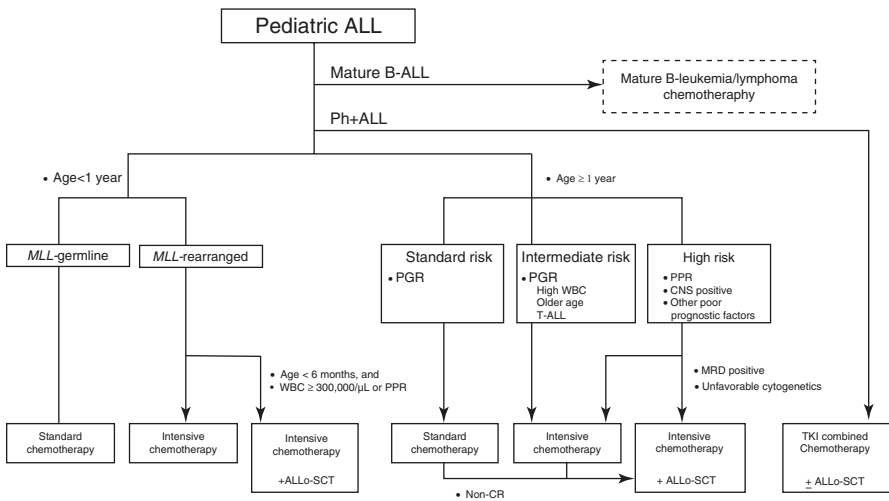 Pediatric ALL
Mature B-ALL
Mature B-leukemia/lymphoma
chemotheraphy
Ph+ALL
• Age<1 year
• Age ≥ 1 year
MLL-germline
MLL-rearranged
Standard risk
• PGR
Intermediate risk
• PGR
High WBC
Older age
T-ALL
High risk
• PPR
• CNS positive
• Other poor
prognostic factors
• Age < 6 months, and
• WBC ≥ 300,000/µL or PPR
• MRD positive
• Unfavorable cytogenetics
Standard
chemotherapy
Intensive
chemotherapy
Intensive
chemotherapy
+ALLo-SCT
Standard
chemotherapy
Intensive
chemotherapy
Intensive
chemotherapy
+ ALLo-SCT
TKI combined
Chemotherapy
± ALLo-SCT
• Non-CR